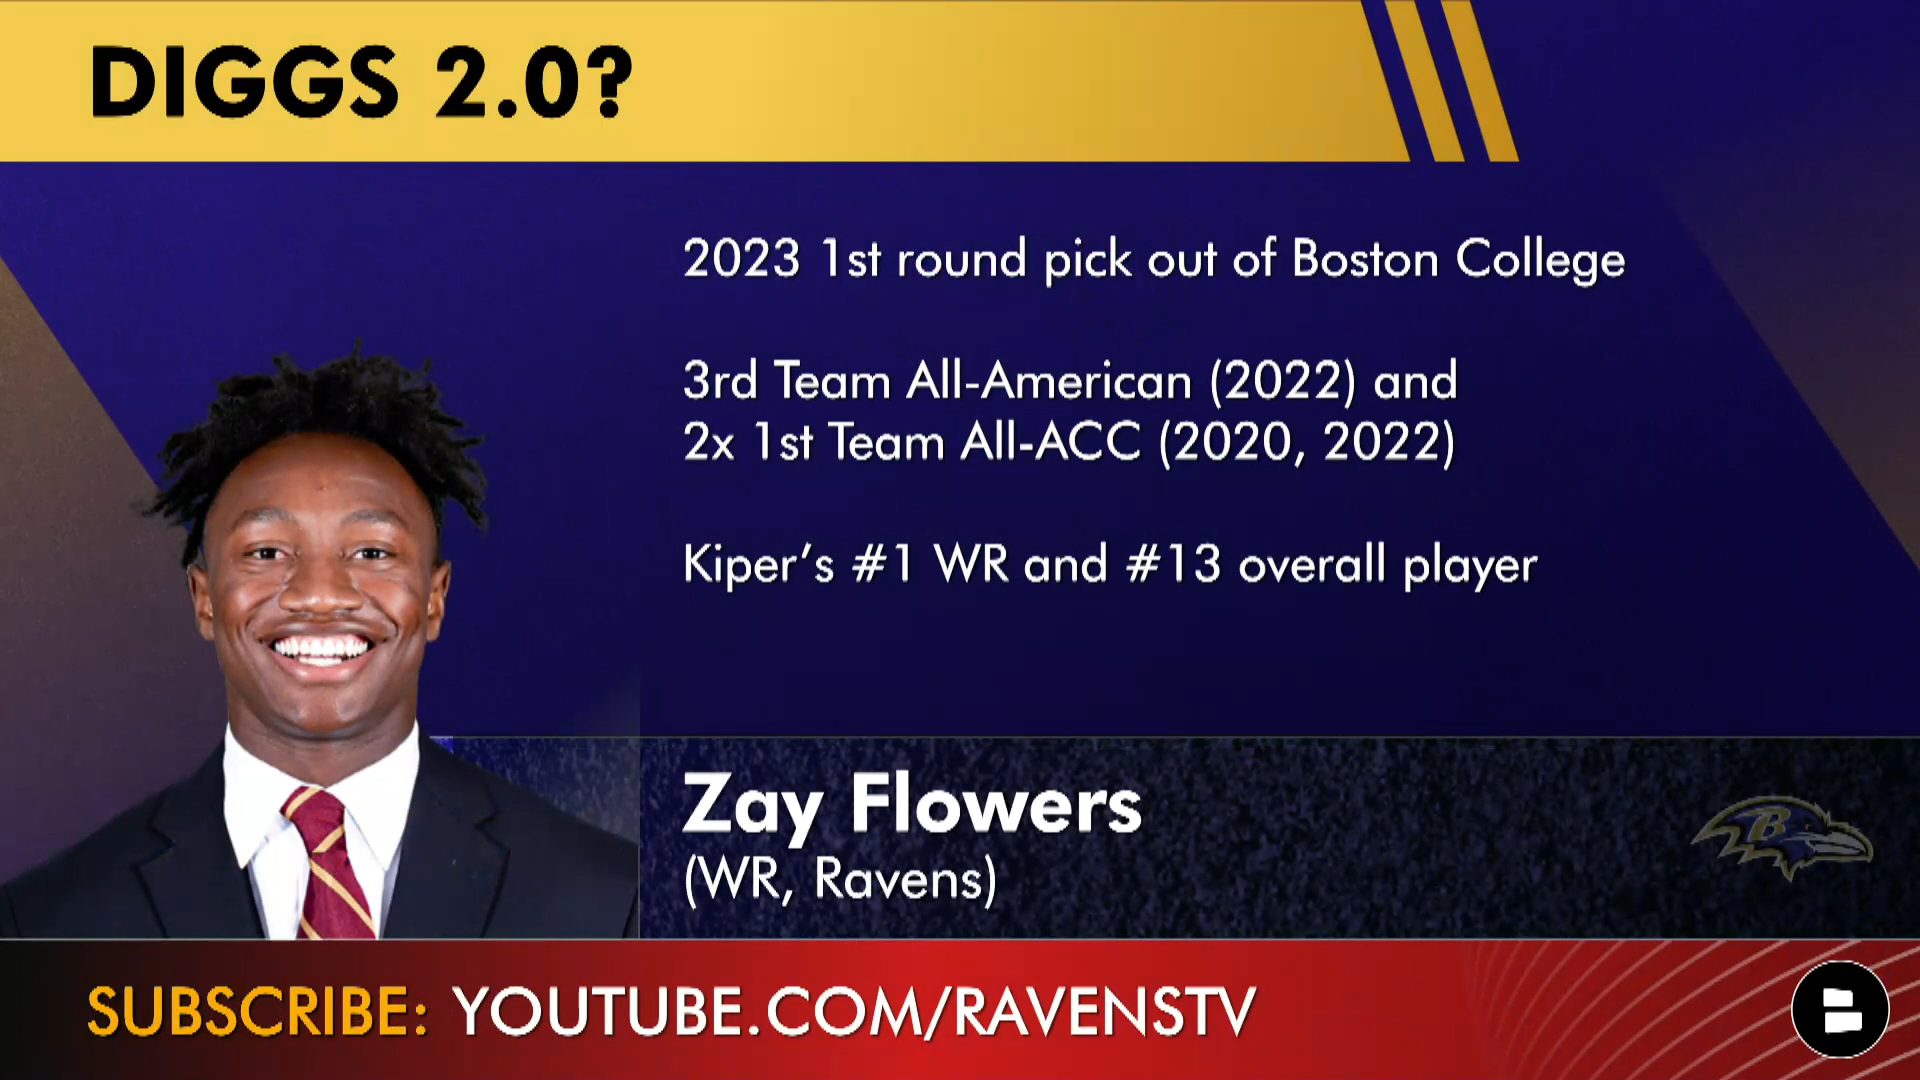 DIGGS 2.0?
2023 1st round pick out of Boston College
3rd Team All-American (2022) and
2x 1st Team All-ACC (2020, 2022)
Kiper’s #1 WR and #13 overall player
Zay Flowers
(WR, Ravens)
B
SUBSCRIBE: YOUTUBE.COM/RAVENSTV